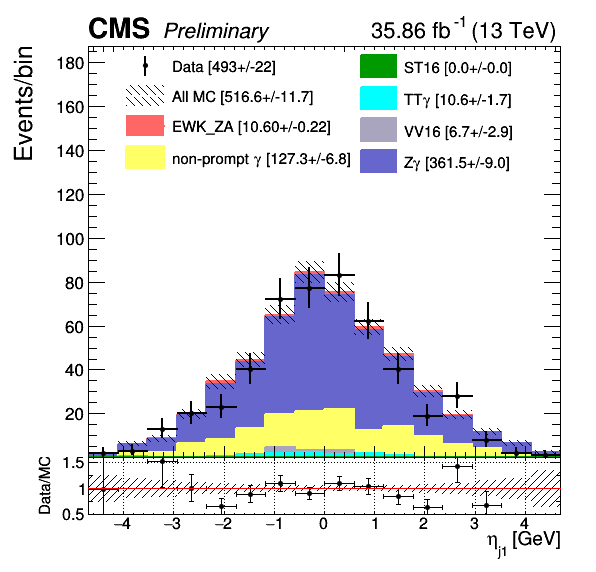 CMS Preliminary 35.86 fb⁻¹ (13 TeV)
Events/bin
180
160
140
120
100
80
60
40
20
Data [493+/-22]
All MC [516.6+/-11.7]
EWK_ZA [10.60+/-0.22]
non-prompt γ [127.3+/-6.8]
ST16 [0.0+/-0.0]
TTγ [10.6+/-1.7]
VV16 [6.7+/-2.9]
Zγ [361.5+/-9.0]
Data/MC
1.5
1
0.5
−4 −3 −2 −1 0 1 2 3 4
η_j1 [GeV]